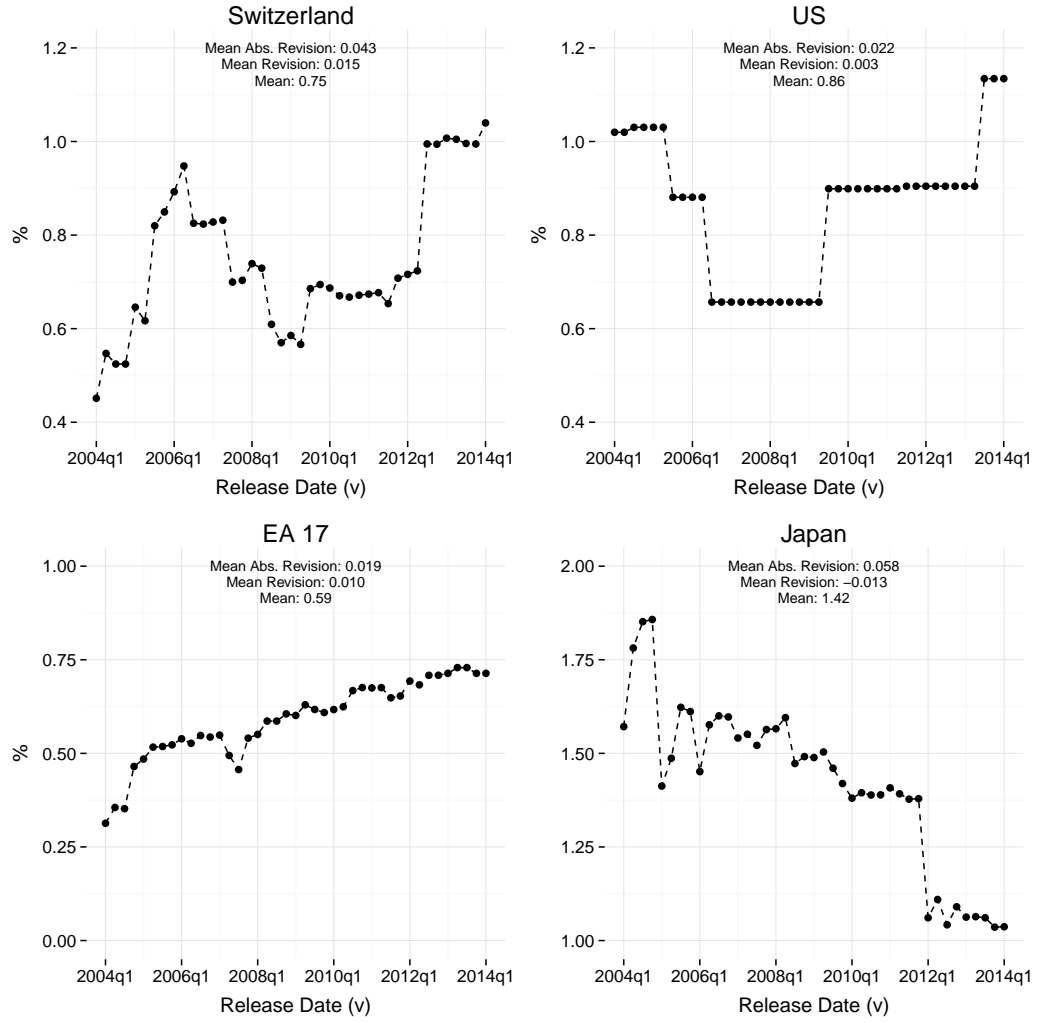 Switzerland
Mean Abs. Revision: 0.043
Mean Revision: 0.015
Mean: 0.75
%
1.2
1.0
0.8
0.6
0.4
2004q1 2006q1 2008q1 2010q1 2012q1 2014q1
Release Date (v)
US
Mean Abs. Revision: 0.022
Mean Revision: 0.003
Mean: 0.86
%
1.2
1.0
0.8
0.6
0.4
2004q1 2006q1 2008q1 2010q1 2012q1 2014q1
Release Date (v)
EA 17
Mean Abs. Revision: 0.019
Mean Revision: 0.010
Mean: 0.59
%
1.00
0.75
0.50
0.25
0.00
2004q1 2006q1 2008q1 2010q1 2012q1 2014q1
Release Date (v)
Japan
Mean Abs. Revision: 0.058
Mean Revision: −0.013
Mean: 1.42
%
2.00
1.75
1.50
1.25
1.00
2004q1 2006q1 2008q1 2010q1 2012q1 2014q1
Release Date (v)